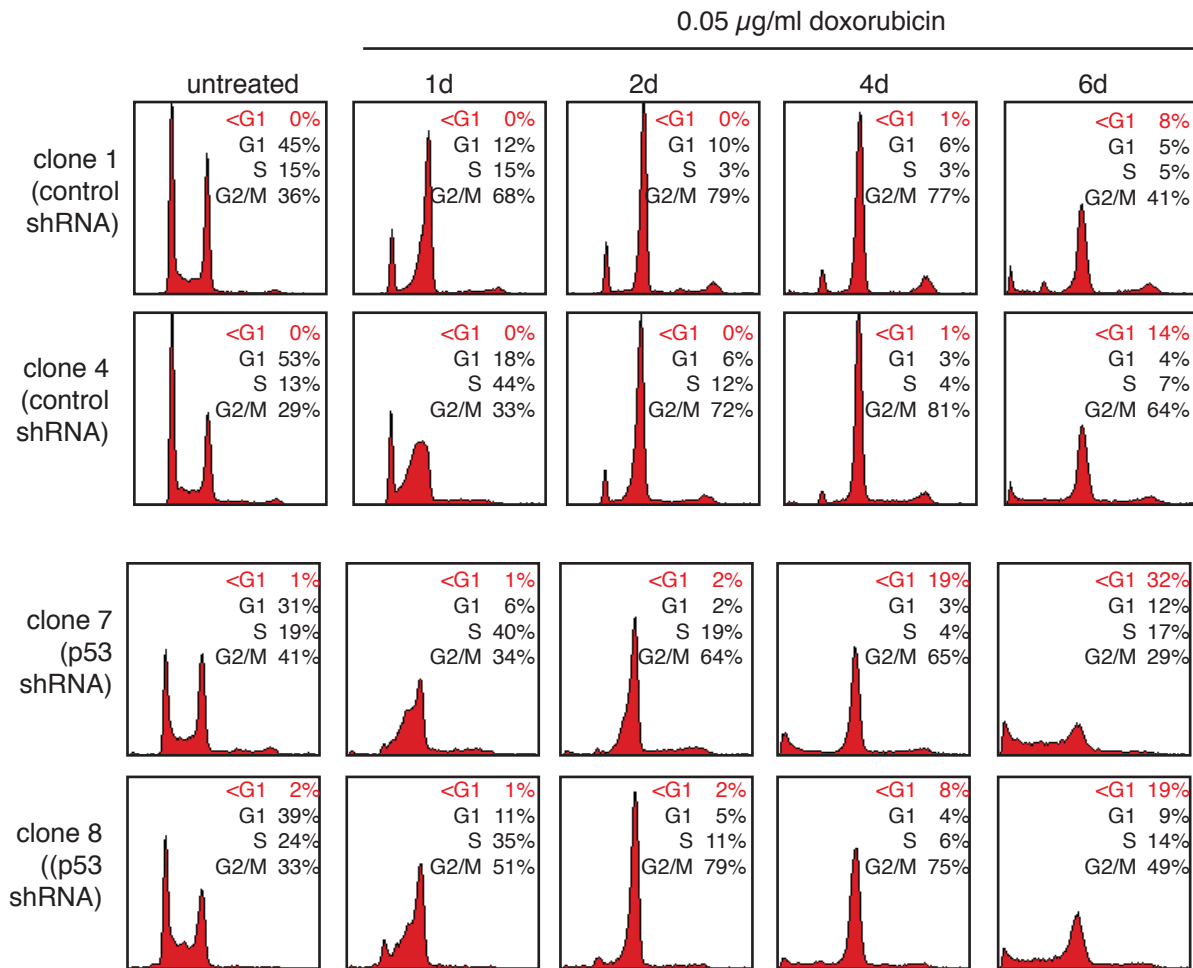 0.05 µg/ml doxorubicin
untreated 1d 2d 4d 6d
clone 1
(control
shRNA)
<G1 0% <G1 0% <G1 0% <G1 1% <G1 8%
G1 45% G1 12% G1 10% G1 6% G1 5%
S 15% S 15% S 3% S 3% S 5%
G2/M 36% G2/M 68% G2/M 79% G2/M 77% G2/M 41%
clone 4
(control
shRNA)
<G1 0% <G1 0% <G1 0% <G1 1% <G1 14%
G1 53% G1 18% G1 6% G1 3% G1 4%
S 13% S 44% S 12% S 4% S 7%
G2/M 29% G2/M 33% G2/M 72% G2/M 81% G2/M 64%
clone 7
(p53
shRNA)
<G1 1% <G1 1% <G1 2% <G1 19% <G1 32%
G1 31% G1 6% G1 2% G1 3% G1 12%
S 19% S 40% S 19% S 4% S 17%
G2/M 41% G2/M 34% G2/M 64% G2/M 65% G2/M 29%
clone 8
((p53
shRNA)
<G1 2% <G1 1% <G1 2% <G1 8% <G1 19%
G1 39% G1 11% G1 5% G1 4% G1 9%
S 24% S 35% S 11% S 6% S 14%
G2/M 33% G2/M 51% G2/M 79% G2/M 75% G2/M 49%